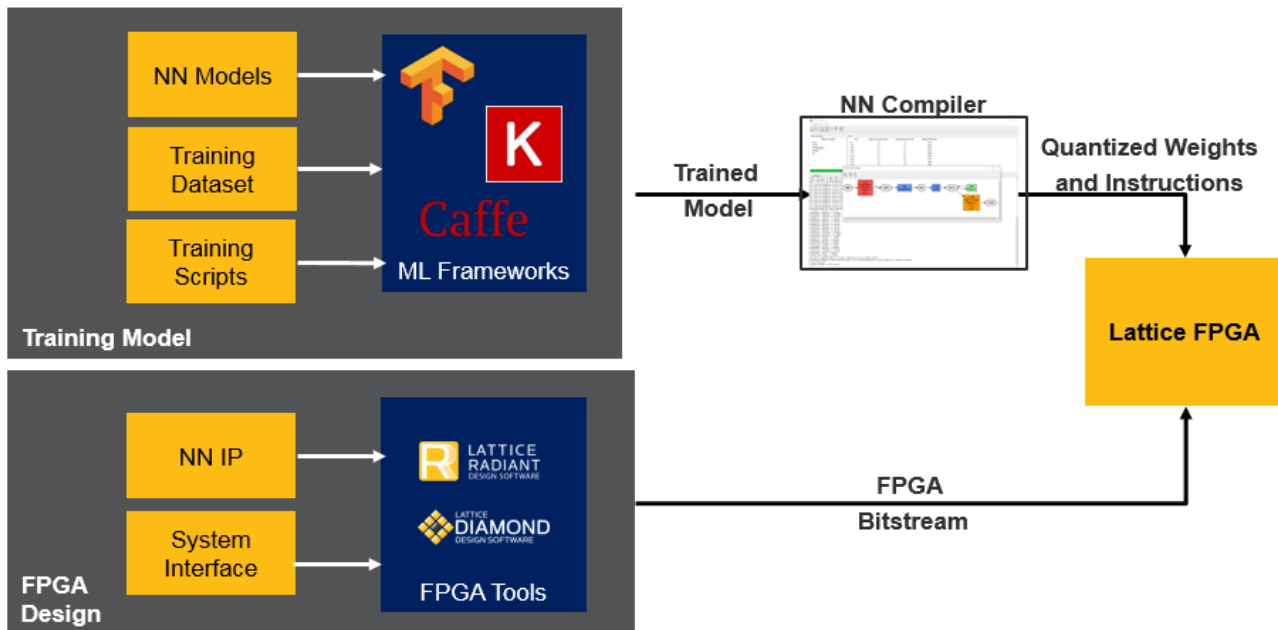 NN Models
Training
Dataset
Training
Scripts
K
Caffe
ML Frameworks
Training Model
Trained
Model
NN Compiler
Quantized Weights
and Instructions
Lattice FPGA
NN IP
System
Interface
R
LATTICE
RADIANT
DESIGN SOFTWARE
LATTICE
DIAMOND
DESIGN SOFTWARE
FPGA Tools
FPGA
Design
FPGA
Bitstream